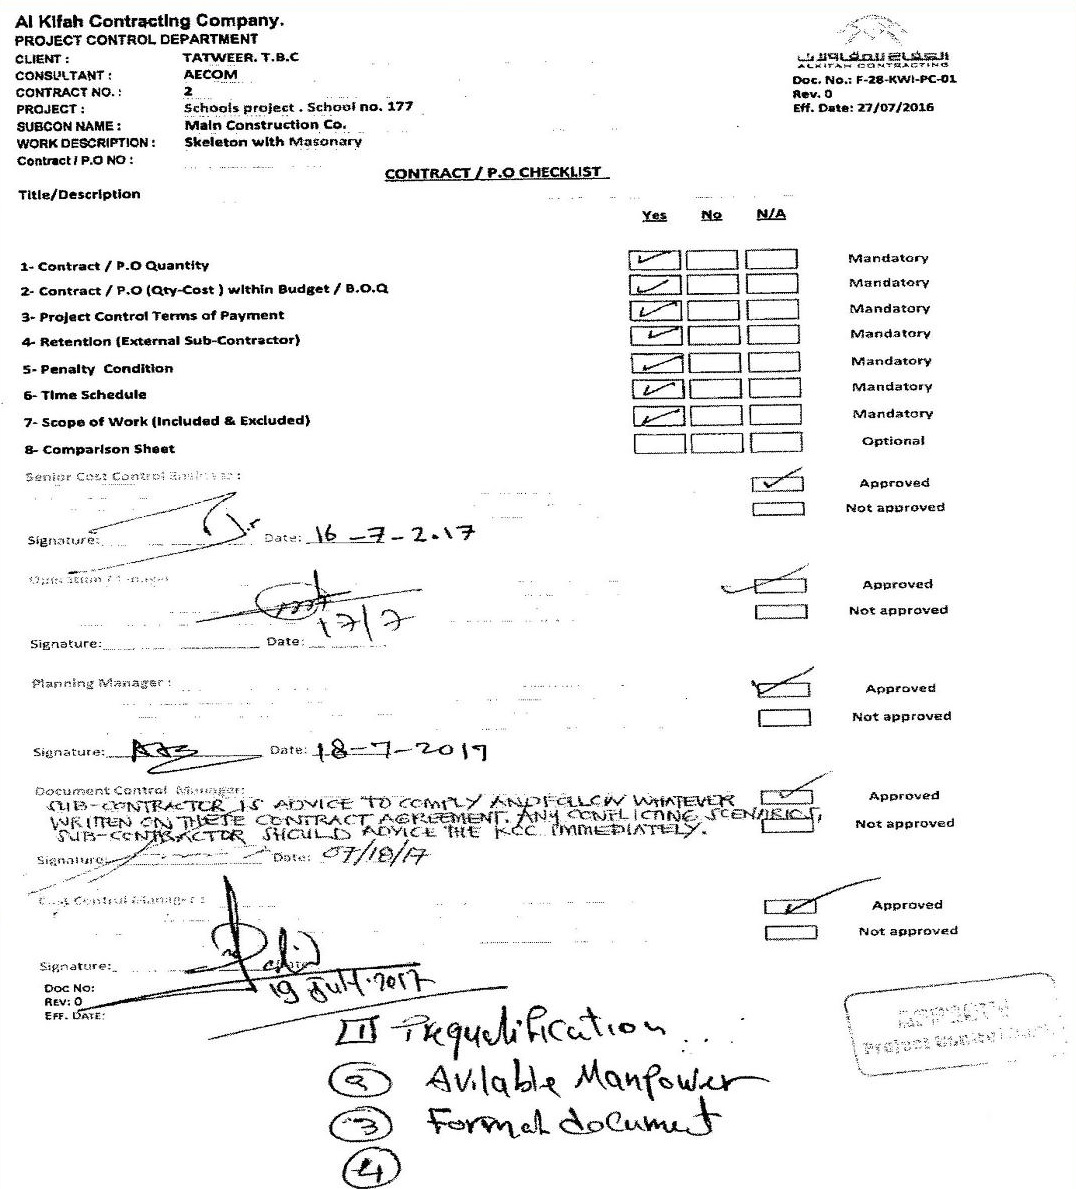 Al Kifah Contracting Company.
PROJECT CONTROL DEPARTMENT
CLIENT : TATWEER. T.B.C
CONSULTANT : AECOM
CONTRACT NO. : 2
PROJECT : Schools project . School no. 177
SUBCON NAME : Main Construction Co.
WORK DESCRIPTION : Skeleton with Masonary
Contract / P.O NO :
ALKIFAH CONTRACTING
Doc. No.: F-28-KWI-PC-01
Rev. 0
Eff. Date: 27/07/2016
CONTRACT / P.O CHECKLIST
Title/Description
Yes No N/A
1- Contract / P.O Quantity Mandatory
2- Contract / P.O (Qty-Cost ) within Budget / B.O.Q Mandatory
3- Project Control Terms of Payment Mandatory
4- Retention (External Sub-Contractor) Mandatory
5- Penalty Condition Mandatory
6- Time Schedule Mandatory
7- Scope of Work (Included & Excluded) Mandatory
8- Comparison Sheet Optional
Senior Cost Control Engineer : Approved
Not approved
Signature: Date: 16-7-2017
Approved
Not approved
Signature: Date: 17/7
Planning Manager : Approved
Not approved
Signature: Date: 18-7-2017
Document Control Manager: Approved
SUB-CONTRACTOR IS ADVICE TO COMPLY AND FOLLOW WHATEVER
WRITTEN ON THESE CONTRACT AGREEMENT. ANY CONFLICTING SCENARIOS,
SUB-CONTRACTOR SHOULD ADVICE THE KCC IMMEDIATELY.
Not approved
Signature: Date: 07/18/17
Cost Control Manager : Approved
Not approved
Signature: Date
19 July. 2017
Doc No:
REV: 0
EFF. DATE:
1 Prequalification
2 Avilable Manpower
3 Formal document
4